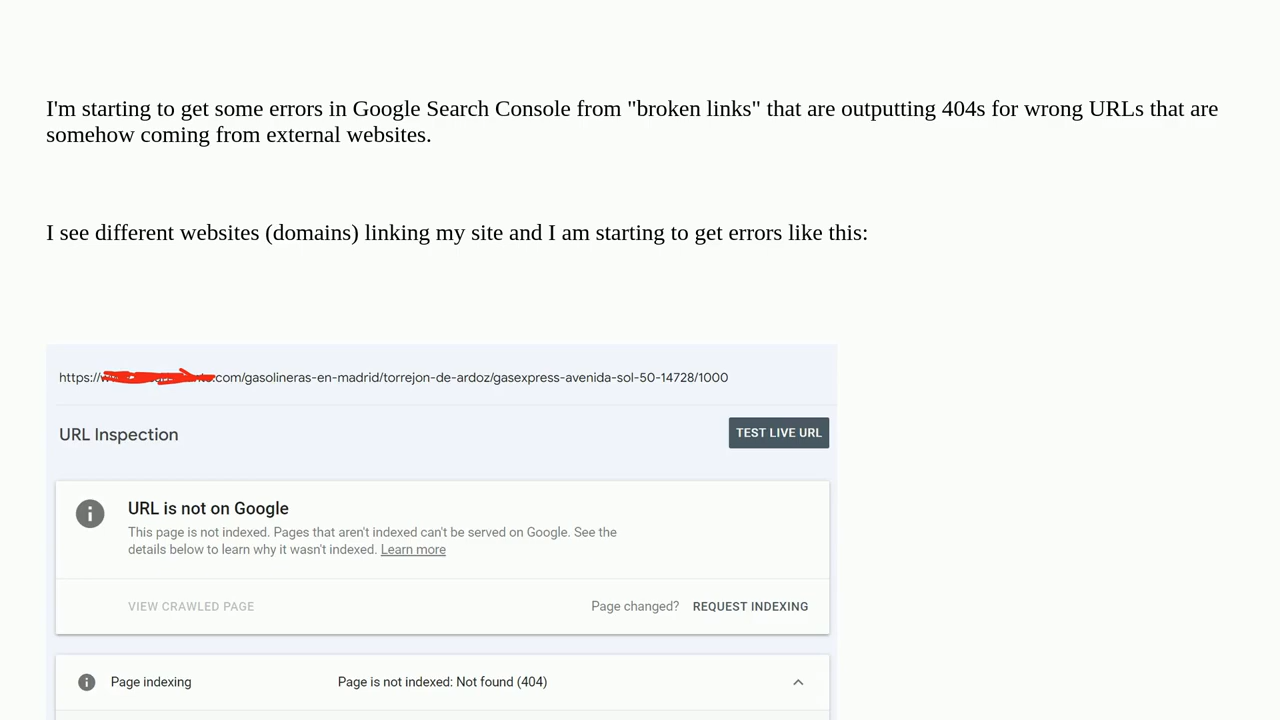 I'm starting to get some errors in Google Search Console from "broken links" that are outputting 404s for wrong URLs that are
somehow coming from external websites.
I see different websites (domains) linking my site and I am starting to get errors like this:
https:// .com/gasolineras-en-madrid/torrejon-de-ardoz/gasexpress-avenida-sol-50-14728/1000
URL Inspection
TEST LIVE URL
URL is not on Google
This page is not indexed. Pages that aren't indexed can't be served on Google. See the
details below to learn why it wasn't indexed. Learn more
VIEW CRAWLED PAGE
Page changed? REQUEST INDEXING
Page indexing
Page is not indexed: Not found (404)